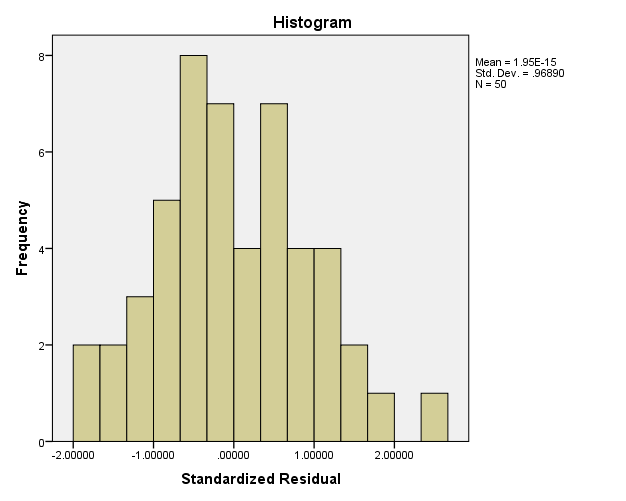 Histogram
Mean = 1.95E-15
Std. Dev. = .96890
N = 50
8
6
4
2
0
Frequency
-2.00000 -1.00000 .00000 1.00000 2.00000
Standardized Residual